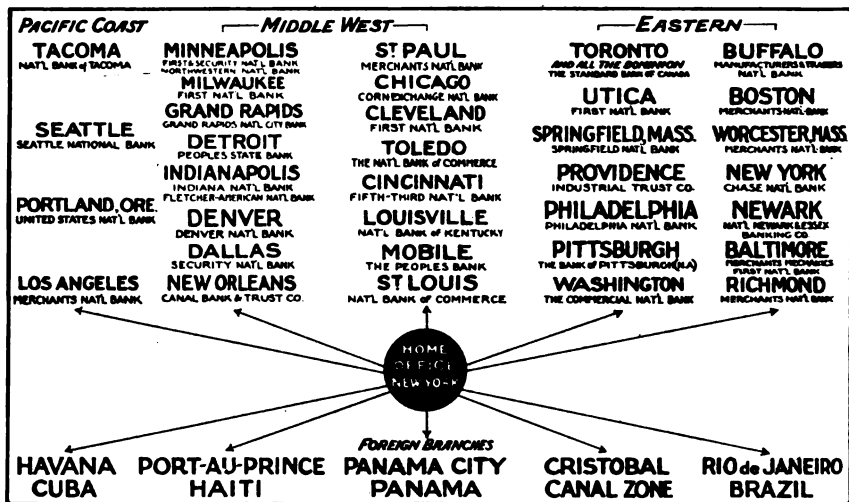 PACIFIC COAST
TACOMA
NAT'L BANK of TACOMA
SEATTLE
SEATTLE NATIONAL BANK
PORTLAND, ORE.
UNITED STATES NAT'L BANK
LOS ANGELES
MERCHANTS NAT'L BANK
MIDDLE WEST
MINNEAPOLIS
FIRST & SECURITY NAT'L BANK
NORTHWESTERN NAT'L BANK
MILWAUKEE
FIRST NAT'L BANK
GRAND RAPIDS
GRAND RAPIDS NAT'L CITY BANK
DETROIT
PEOPLES STATE BANK
INDIANAPOLIS
INDIANA NAT'L BANK
FLETCHER-AMERICAN NAT'L BANK
DENVER
DENVER NAT'L BANK
DALLAS
SECURITY NAT'L BANK
NEW ORLEANS
CANAL BANK & TRUST CO.
ST PAUL
MERCHANTS NAT'L BANK
CHICAGO
CORN EXCHANGE NAT'L BANK
CLEVELAND
FIRST NAT'L BANK
TOLEDO
THE NAT'L BANK of COMMERCE
CINCINNATI
FIFTH-THIRD NAT'L BANK
LOUISVILLE
NAT'L BANK of KENTUCKY
MOBILE
THE PEOPLES BANK
ST LOUIS
NAT'L BANK of COMMERCE
EASTERN
TORONTO
AND ALL THE DOMINION
THE STANDARD BANK of CANADA
UTICA
FIRST NAT'L BANK
SPRINGFIELD, MASS.
SPRINGFIELD NAT'L BANK
PROVIDENCE
INDUSTRIAL TRUST CO.
PHILADELPHIA
PHILADELPHIA NAT'L BANK
PITTSBURGH
THE BANK of PITTSBURGH (N.A.)
WASHINGTON
THE COMMERCIAL NAT'L BANK
BUFFALO
MANUFACTURERS & TRADERS
NAT'L BANK
BOSTON
MERCHANTS NAT'L BANK
WORCESTER, MASS.
MERCHANTS NAT'L BANK
NEW YORK
CHASE NAT'L BANK
NEWARK
NAT'L NEWARK & ESSEX
BANKING CO.
BALTIMORE
MERCHANTS MECHANICS
FIRST NAT'L BANK
RICHMOND
MERCHANTS NAT'L BANK
HOME
OFFICE
NEW YORK
FOREIGN BRANCHES
HAVANA
CUBA
PORT-AU-PRINCE
HAITI
PANAMA CITY
PANAMA
CRISTOBAL
CANAL ZONE
RIO de JANEIRO
BRAZIL